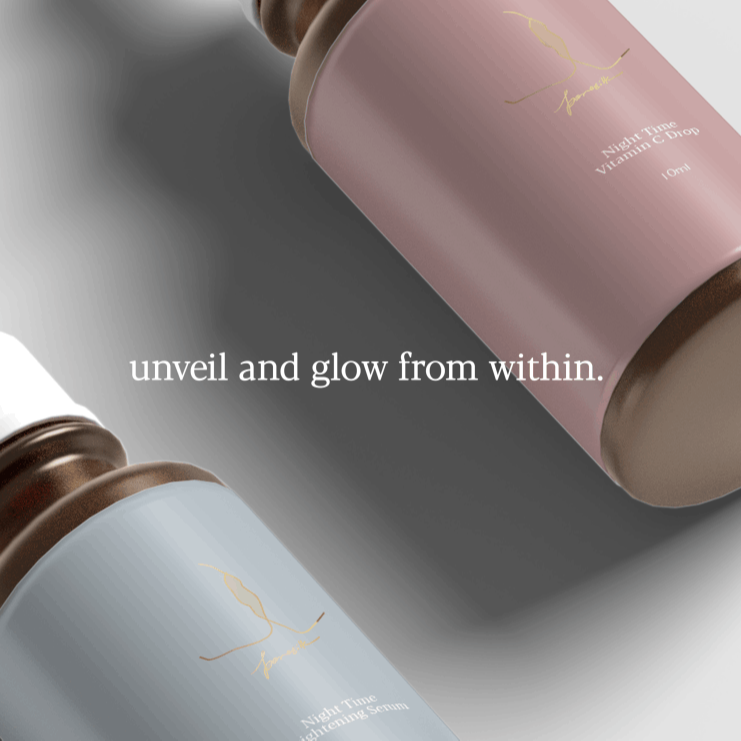 Night Time
Vitamin C Drop
10ml
unveil and glow from within.
Night Time
ightening Serum